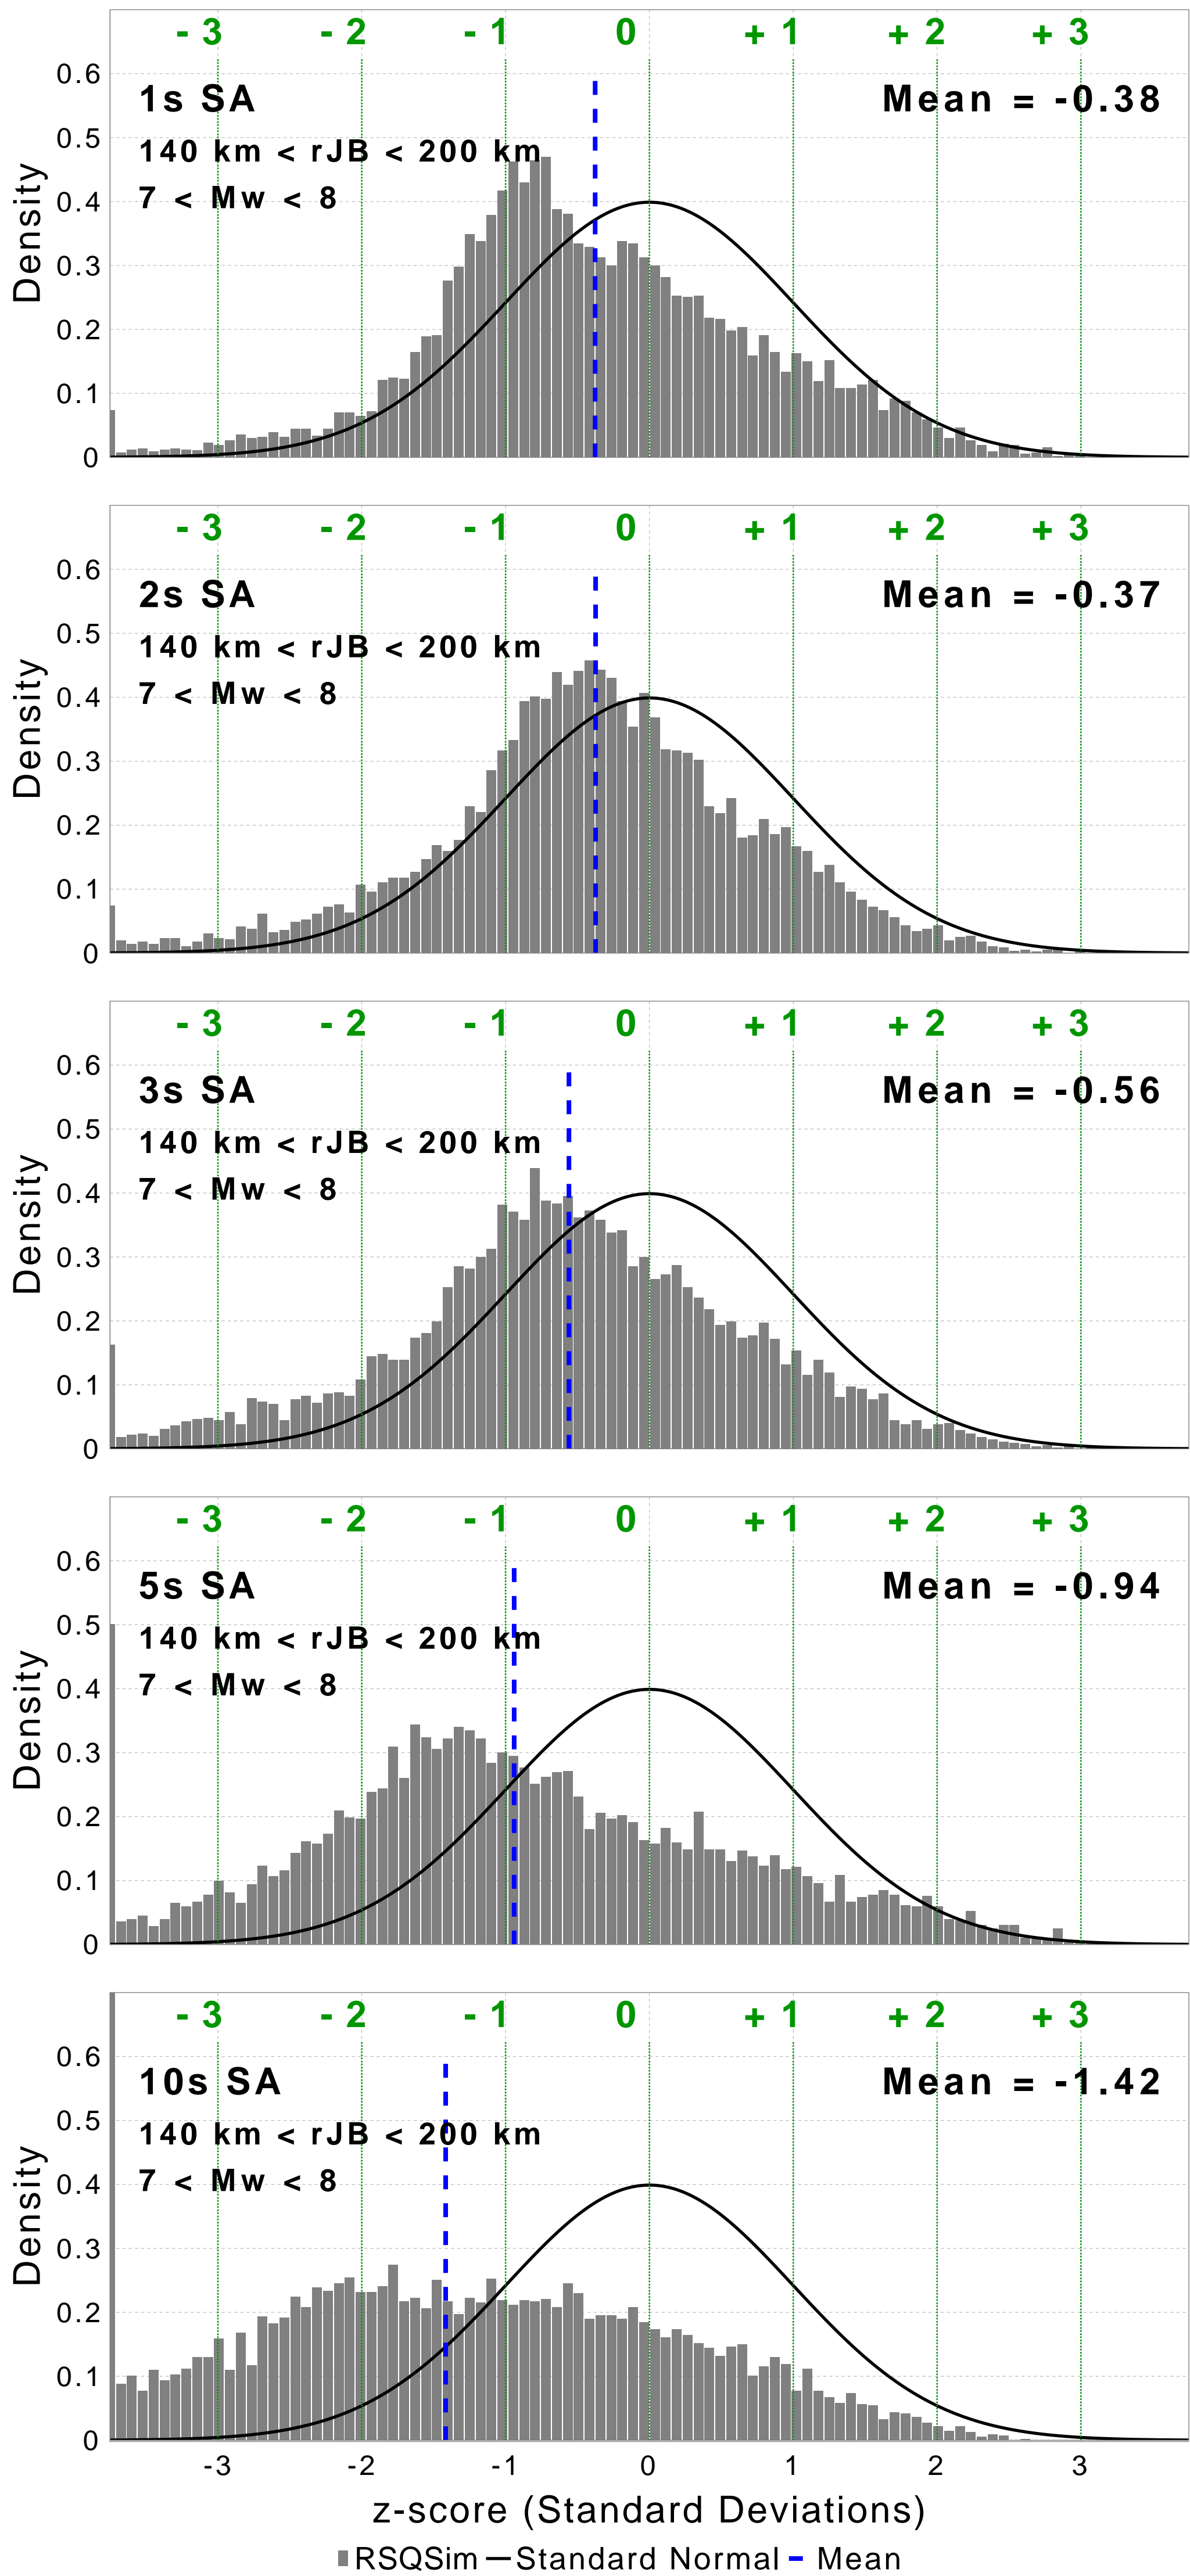 - 3 - 2 - 1 0 + 1 + 2 + 3
0.6
1s SA Mean = -0.38
0.5
140 km < rJB < 200 km
7 < Mw < 8
0.4
0.3
0.2
0.1
0
Density
- 3 - 2 - 1 0 + 1 + 2 + 3
0.6
2s SA Mean = -0.37
0.5
140 km < rJB < 200 km
7 < Mw < 8
0.4
0.3
0.2
0.1
0
Density
- 3 - 2 - 1 0 + 1 + 2 + 3
0.6
3s SA Mean = -0.56
0.5
140 km < rJB < 200 km
7 < Mw < 8
0.4
0.3
0.2
0.1
0
Density
- 3 - 2 - 1 0 + 1 + 2 + 3
0.6
5s SA Mean = -0.94
0.5
140 km < rJB < 200 km
7 < Mw < 8
0.4
0.3
0.2
0.1
0
Density
- 3 - 2 - 1 0 + 1 + 2 + 3
0.6
10s SA Mean = -1.42
0.5
140 km < rJB < 200 km
7 < Mw < 8
0.4
0.3
0.2
0.1
0
Density
-3 -2 -1 0 1 2 3
z-score (Standard Deviations)
RSQSim Standard Normal Mean